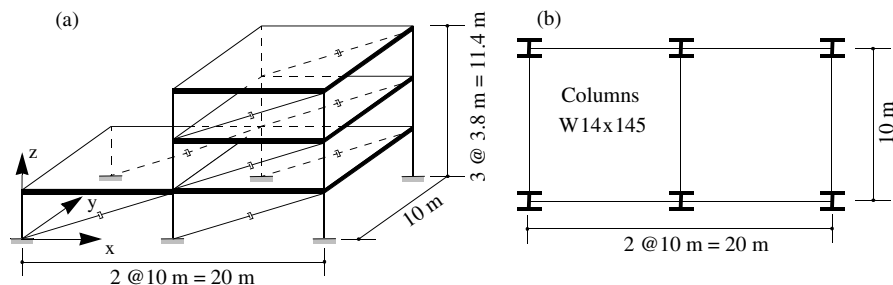 (a)
3 @ 3.8 m = 11.4 m
z
y
x
10 m
2 @10 m = 20 m
(b)
Columns
W14x145
10 m
2 @10 m = 20 m